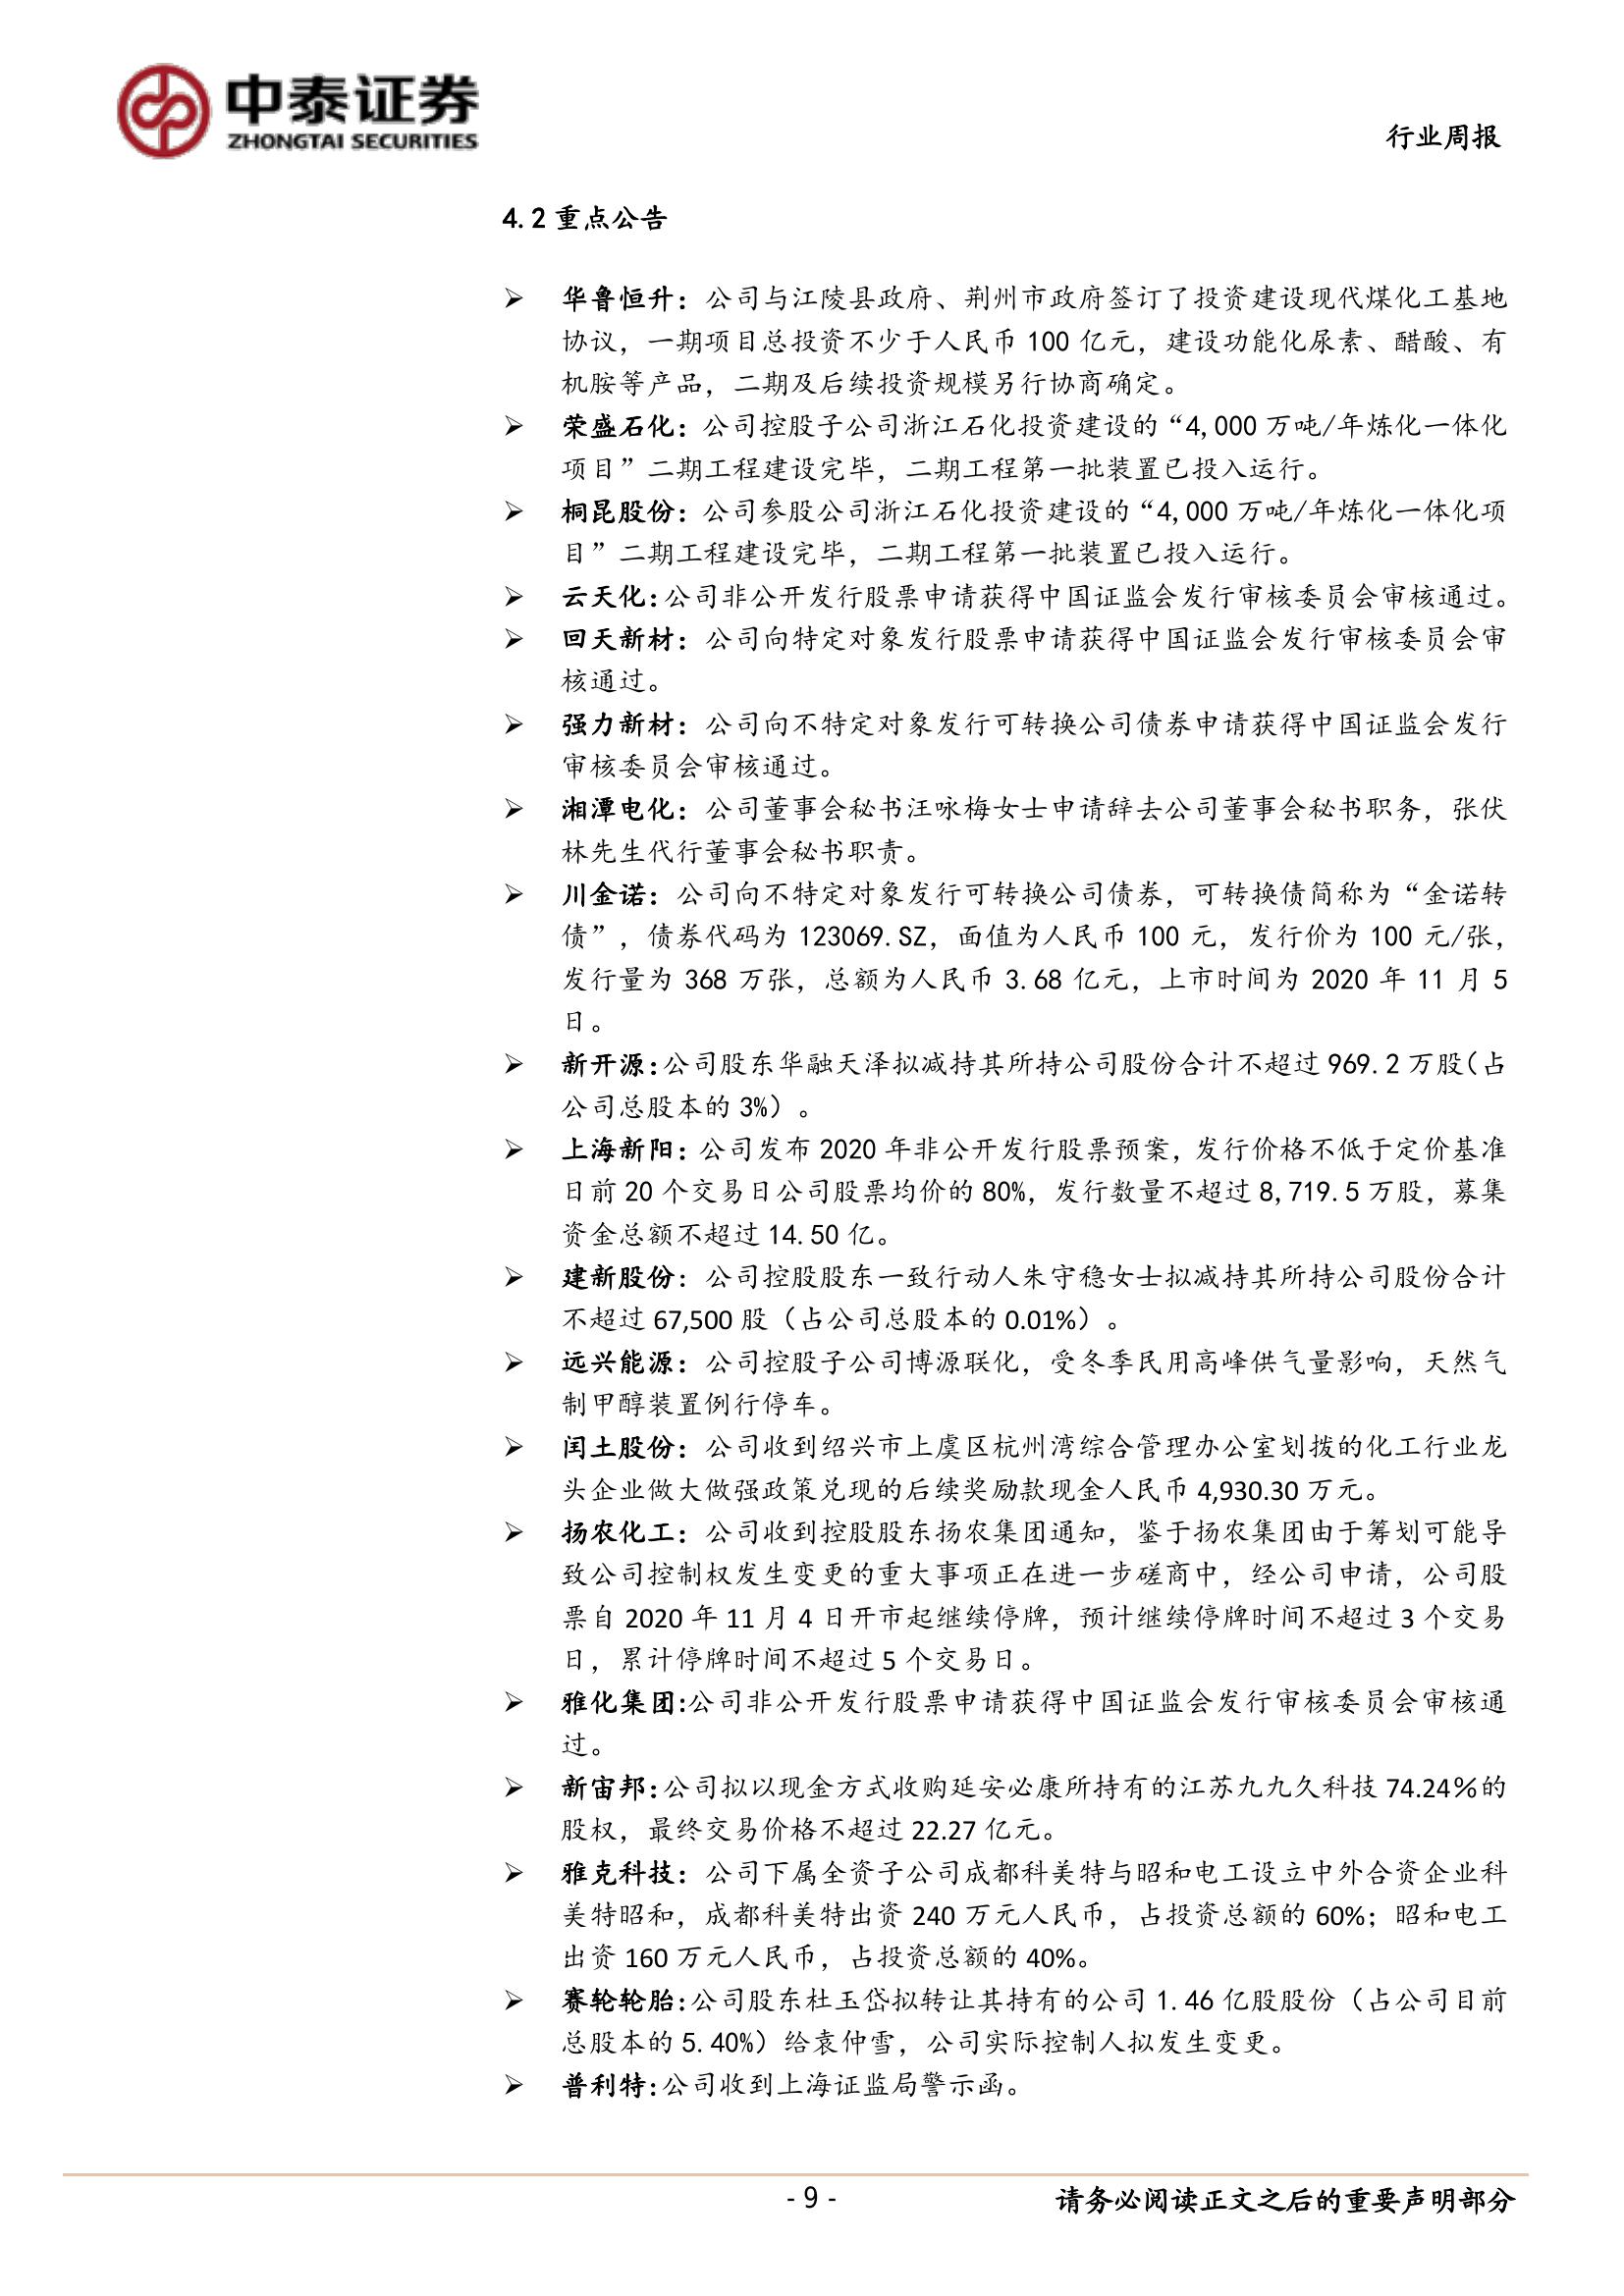 中泰证券
ZHONGTAI SECURITIES
行业周报
4.2 重点公告
➢ 华鲁恒升：公司与江陵县政府、荆州市政府签订了投资建设现代煤化工基地
协议，一期项目总投资不少于人民币 100 亿元，建设功能化尿素、醋酸、有
机胺等产品，二期及后续投资规模另行协商确定。
➢ 荣盛石化：公司控股子公司浙江石化投资建设的“4,000 万吨/年炼化一体化
项目”二期工程建设完毕，二期工程第一批装置已投入运行。
➢ 桐昆股份：公司参股公司浙江石化投资建设的“4,000 万吨/年炼化一体化项
目”二期工程建设完毕，二期工程第一批装置已投入运行。
➢ 云天化：公司非公开发行股票申请获得中国证监会发行审核委员会审核通过。
➢ 回天新材：公司向特定对象发行股票申请获得中国证监会发行审核委员会审
核通过。
➢ 强力新材：公司向不特定对象发行可转换公司债券申请获得中国证监会发行
审核委员会审核通过。
➢ 湘潭电化：公司董事会秘书汪咏梅女士申请辞去公司董事会秘书职务，张伏
林先生代行董事会秘书职责。
➢ 川金诺：公司向不特定对象发行可转换公司债券，可转换债简称为“金诺转
债”，债券代码为 123069.SZ，面值为人民币 100 元，发行价为 100 元/张，
发行量为 368 万张，总额为人民币 3.68 亿元，上市时间为 2020 年 11 月 5
日。
➢ 新开源：公司股东华融天泽拟减持其所持公司股份合计不超过 969.2 万股（占
公司总股本的 3%）。
➢ 上海新阳：公司发布 2020 年非公开发行股票预案，发行价格不低于定价基准
日前 20 个交易日公司股票均价的 80%，发行数量不超过 8,719.5 万股，募集
资金总额不超过 14.50 亿。
➢ 建新股份：公司控股股东一致行动人朱守稳女士拟减持其所持公司股份合计
不超过 67,500 股（占公司总股本的 0.01%）。
➢ 远兴能源：公司控股子公司博源联化，受冬季民用高峰供气量影响，天然气
制甲醇装置例行停车。
➢ 闰土股份：公司收到绍兴市上虞区杭州湾综合管理办公室划拨的化工行业龙
头企业做大做强政策兑现的后续奖励款现金人民币 4,930.30 万元。
➢ 扬农化工：公司收到控股股东扬农集团通知，鉴于扬农集团由于筹划可能导
致公司控制权发生变更的重大事项正在进一步磋商中，经公司申请，公司股
票自 2020 年 11 月 4 日开市起继续停牌，预计继续停牌时间不超过 3 个交易
日，累计停牌时间不超过 5 个交易日。
➢ 雅化集团:公司非公开发行股票申请获得中国证监会发行审核委员会审核通
过。
➢ 新宙邦：公司拟以现金方式收购延安必康所持有的江苏九九久科技 74.24%的
股权，最终交易价格不超过 22.27 亿元。
➢ 雅克科技：公司下属全资子公司成都科美特与昭和电工设立中外合资企业科
美特昭和，成都科美特出资 240 万元人民币，占投资总额的 60%；昭和电工
出资 160 万元人民币，占投资总额的 40%。
➢ 赛轮轮胎：公司股东杜玉岱拟转让其持有的公司 1.46 亿股股份（占公司目前
总股本的 5.40%）给袁仲雪，公司实际控制人拟发生变更。
➢ 普利特：公司收到上海证监局警示函。
- 9 -
请务必阅读正文之后的重要声明部分